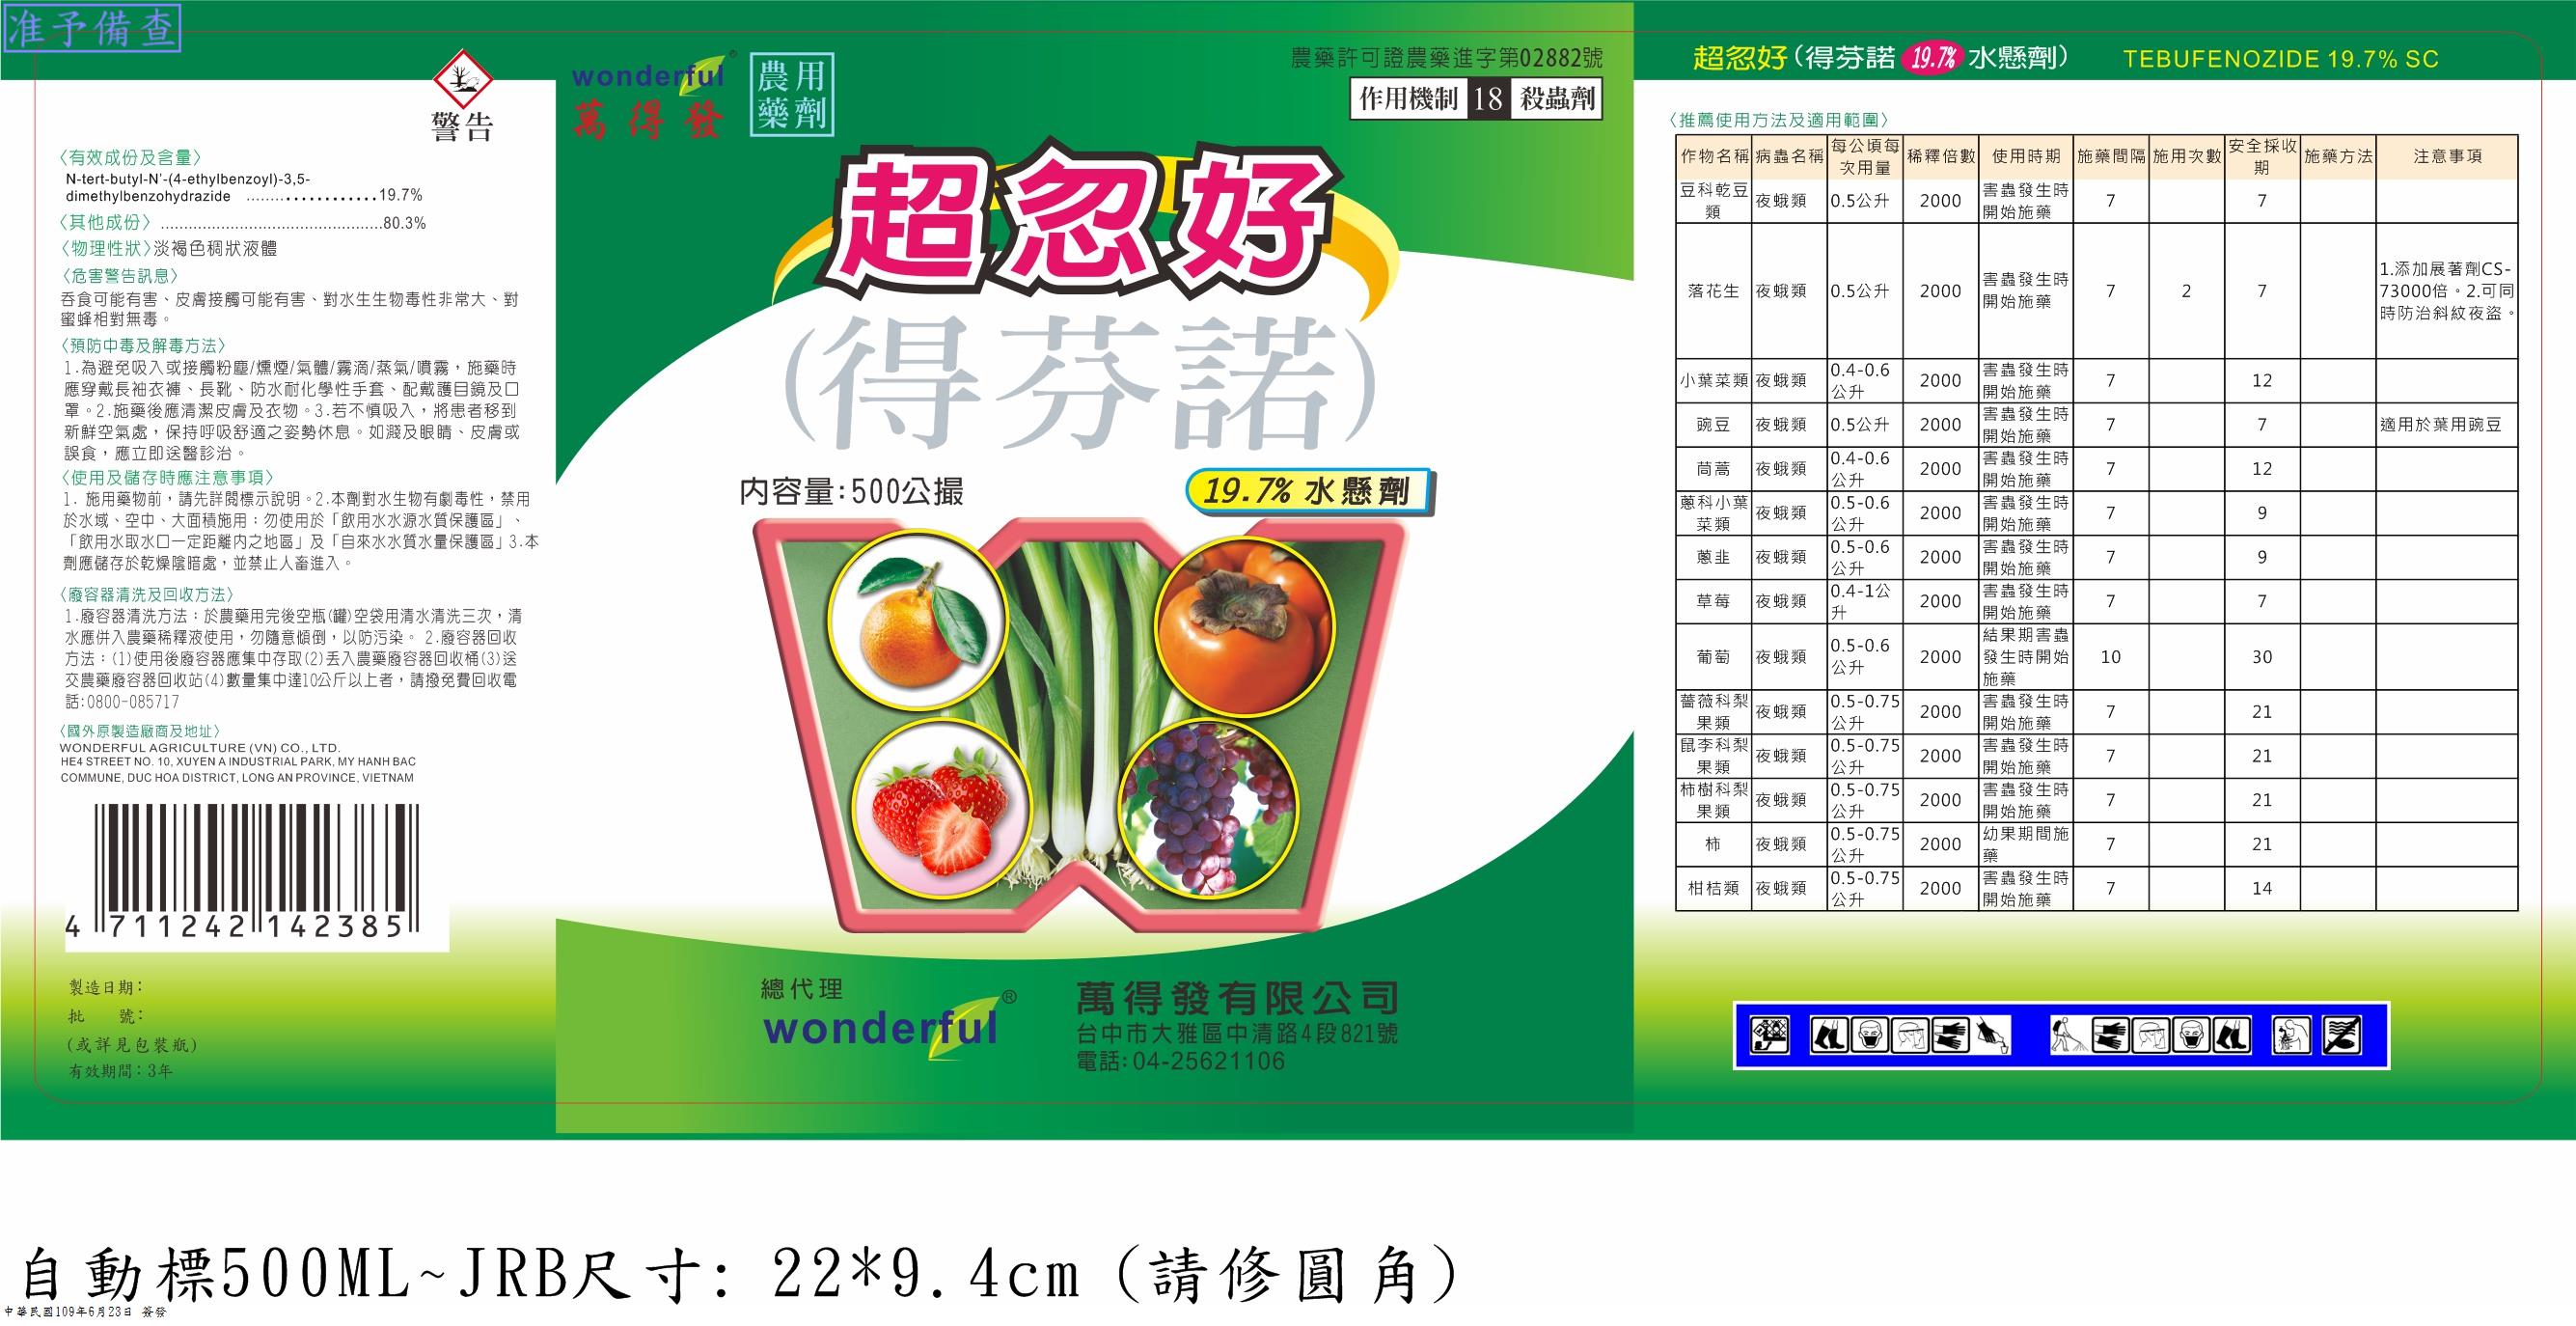 准予備查
警告
〈有效成份及含量〉
N-tert-butyl-N'-(4-ethylbenzoyl)-3,5-
dimethylbenzohydrazide ....................19.7%
〈其他成份〉................................................80.3%
〈物理性狀〉淡褐色稠狀液體
〈危害警告訊息〉
吞食可能有害、皮膚接觸可能有害、對水生生物毒性非常大、對
蜜蜂相對無毒。
〈預防中毒及解毒方法〉
1.為避免吸入或接觸粉塵/燻煙/氣體/霧滴/蒸氣/噴霧，施藥時
應穿戴長袖衣褲、長靴、防水耐化學性手套、配戴護目鏡及口
罩。2.施藥後應清潔皮膚及衣物。3.若不慎吸入，將患者移到
新鮮空氣處，保持呼吸舒適之姿勢休息。如濺及眼睛、皮膚或
誤食，應立即送醫診治。
〈使用及儲存時應注意事項〉
1. 施用藥物前，請先詳閱標示說明。2.本劑對水生物有劇毒性，禁用
於水域、空中、大面積施用；勿使用於「飲用水水源水質保護區」、
「飲用水取水口一定距離內之地區」及「自來水水質水量保護區」3.本
劑應儲存於乾燥陰暗處，並禁止人畜進入。
〈廢容器清洗及回收方法〉
1.廢容器清洗方法：於農藥用完後空瓶(罐)空袋用清水清洗三次，清
水應併入農藥稀釋液使用，勿隨意傾倒，以防污染。 2.廢容器回收
方法：(1)使用後廢容器應集中存取(2)丟入農藥廢容器回收桶(3)送
交農藥廢容器回收站(4)數量集中達10公斤以上者，請撥免費回收電
話:0800-085717
〈國外原製造廠商及地址〉
WONDERFUL AGRICULTURE (VN) CO., LTD.
HE4 STREET NO. 10, XUYEN A INDUSTRIAL PARK, MY HANH BAC
COMMUNE, DUC HOA DISTRICT, LONG AN PROVINCE, VIETNAM
4 711242 142385
製造日期：
批　號：
(或詳見包裝瓶)
有效期間：3年
wonderful®
萬得發
農用
藥劑
農藥許可證農藥進字第02882號
作用機制 18 殺蟲劑
超忽好
(得芬諾)
內容量:500公撮
19.7% 水懸劑
總代理
wonderful®
萬得發有限公司
台中市大雅區中清路4段821號
電話:04-25621106
超忽好(得芬諾 19.7% 水懸劑) TEBUFENOZIDE 19.7% SC
〈推薦使用方法及適用範圍〉
作物名稱 病蟲名稱 每公頃每次用量 稀釋倍數 使用時期 施藥間隔 施用次數 安全採收期 施藥方法 注意事項
豆科乾豆類 夜蛾類 0.5公升 2000 害蟲發生時開始施藥 7 7
落花生 夜蛾類 0.5公升 2000 害蟲發生時開始施藥 7 2 7 1.添加展著劑CS-73000倍。2.可同時防治斜紋夜盜。
小葉菜類 夜蛾類 0.4-0.6公升 2000 害蟲發生時開始施藥 7 12
豌豆 夜蛾類 0.5公升 2000 害蟲發生時開始施藥 7 7 適用於葉用豌豆
茼蒿 夜蛾類 0.4-0.6公升 2000 害蟲發生時開始施藥 7 12
蔥科小葉菜類 夜蛾類 0.5-0.6公升 2000 害蟲發生時開始施藥 7 9
蔥韭 夜蛾類 0.5-0.6公升 2000 害蟲發生時開始施藥 7 9
草莓 夜蛾類 0.4-1公升 2000 害蟲發生時開始施藥 7 7
葡萄 夜蛾類 0.5-0.6公升 2000 結果期害蟲發生時開始施藥 10 30
薔薇科梨果類 夜蛾類 0.5-0.75公升 2000 害蟲發生時開始施藥 7 21
鼠李科梨果類 夜蛾類 0.5-0.75公升 2000 害蟲發生時開始施藥 7 21
柿樹科梨果類 夜蛾類 0.5-0.75公升 2000 害蟲發生時開始施藥 7 21
柿 夜蛾類 0.5-0.75公升 2000 幼果期間施藥 7 21
柑桔類 夜蛾類 0.5-0.75公升 2000 害蟲發生時開始施藥 7 14
自動標500ML~JRB尺寸: 22*9.4cm (請修圓角)
中華民國109年6月23日 簽發